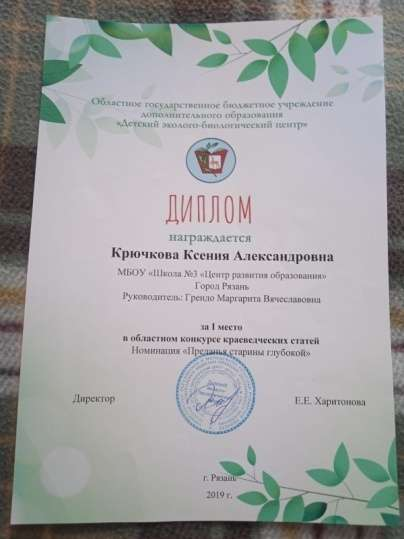 Областное государственное бюджетное учреждение
дополнительного образования
«Детский эколого-биологический центр»
ДИПЛОМ
награждается
Крючкова Ксения Александровна
МБОУ «Школа №3 «Центр развития образования»
Город Рязань
Руководитель: Грендо Маргарита Вячеславовна
за I место
в областном конкурсе краеведческих статей
Номинация «Преданья старины глубокой»
Директор
Е.Е. Харитонова
г. Рязань
2019 г.